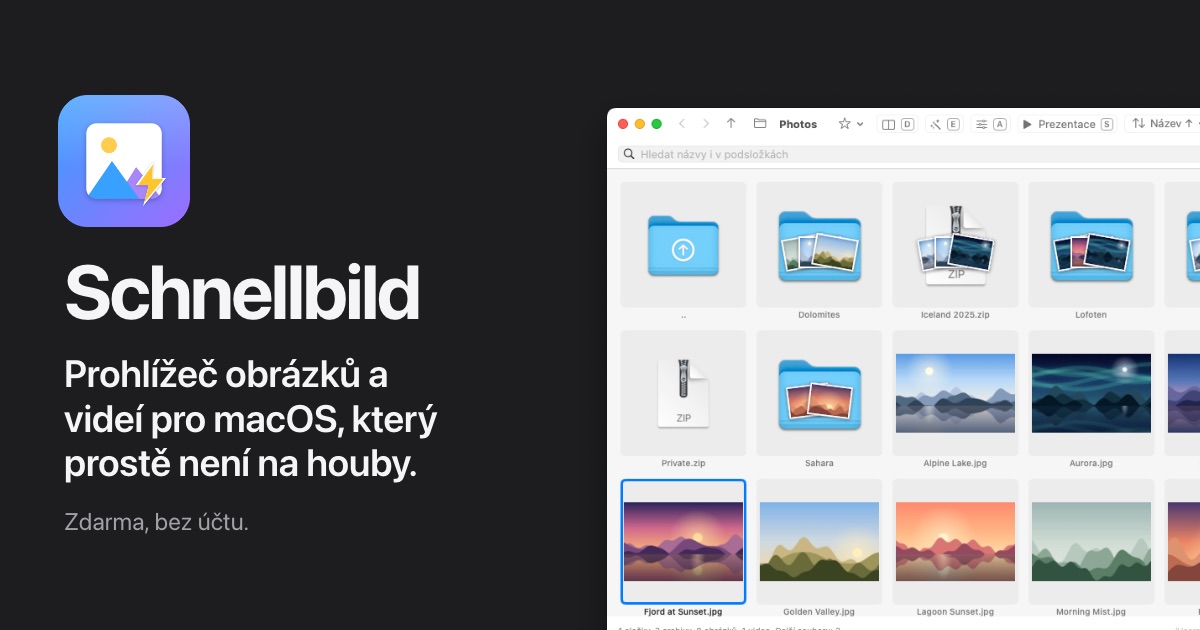 Schnellbild
Prohlížeč obrázků a
videí pro macOS, který
prostě není na houby.
Zdarma, bez účtu.
Photos
D
E
A
Prezentace S
Název
Hledat názvy i v podsložkách
..
Dolomites
ZIP
Iceland 2025.zip
Lofoten
ZIP
Private.zip
Sahara
Alpine Lake.jpg
Aurora.jpg
Fjord at Sunset.jpg
Golden Valley.jpg
Lagoon Sunset.jpg
Morning Mist.jpg